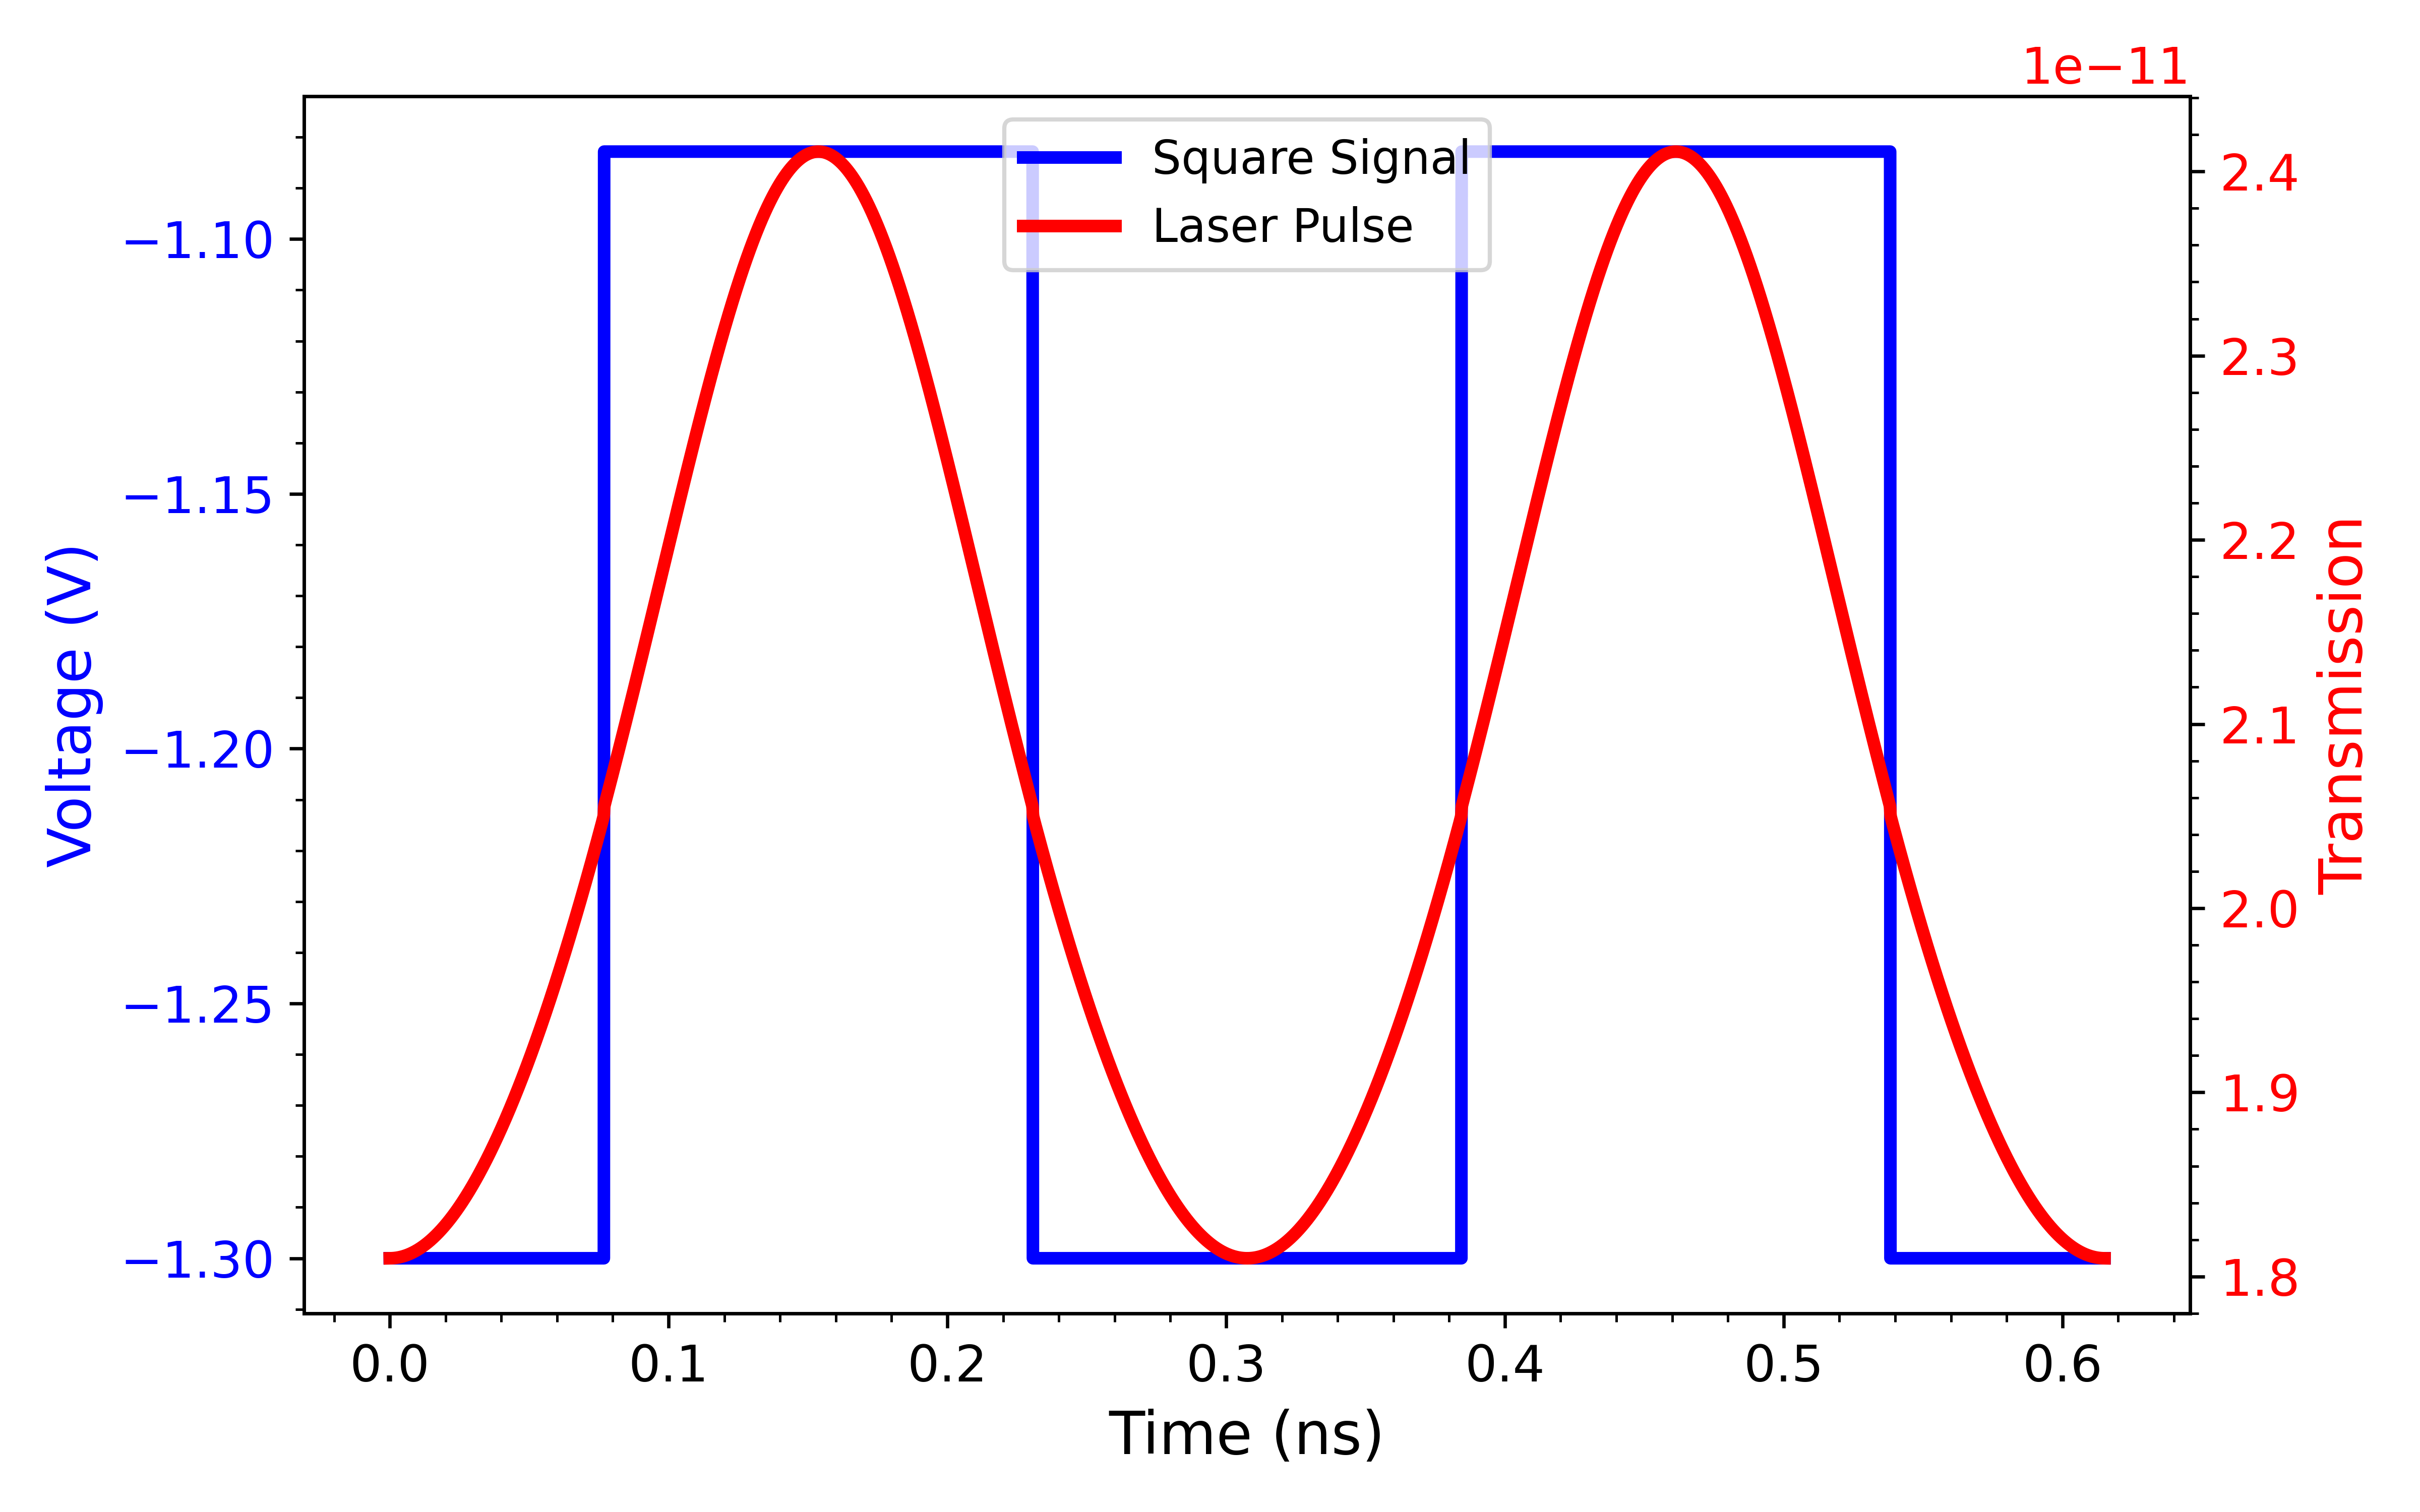 1e−11
Square Signal
Laser Pulse
Voltage (V)
−1.10
−1.15
−1.20
−1.25
−1.30
2.4
2.3
2.2
2.1
2.0
1.9
1.8
Transmission
0.0 0.1 0.2 0.3 0.4 0.5 0.6
Time (ns)